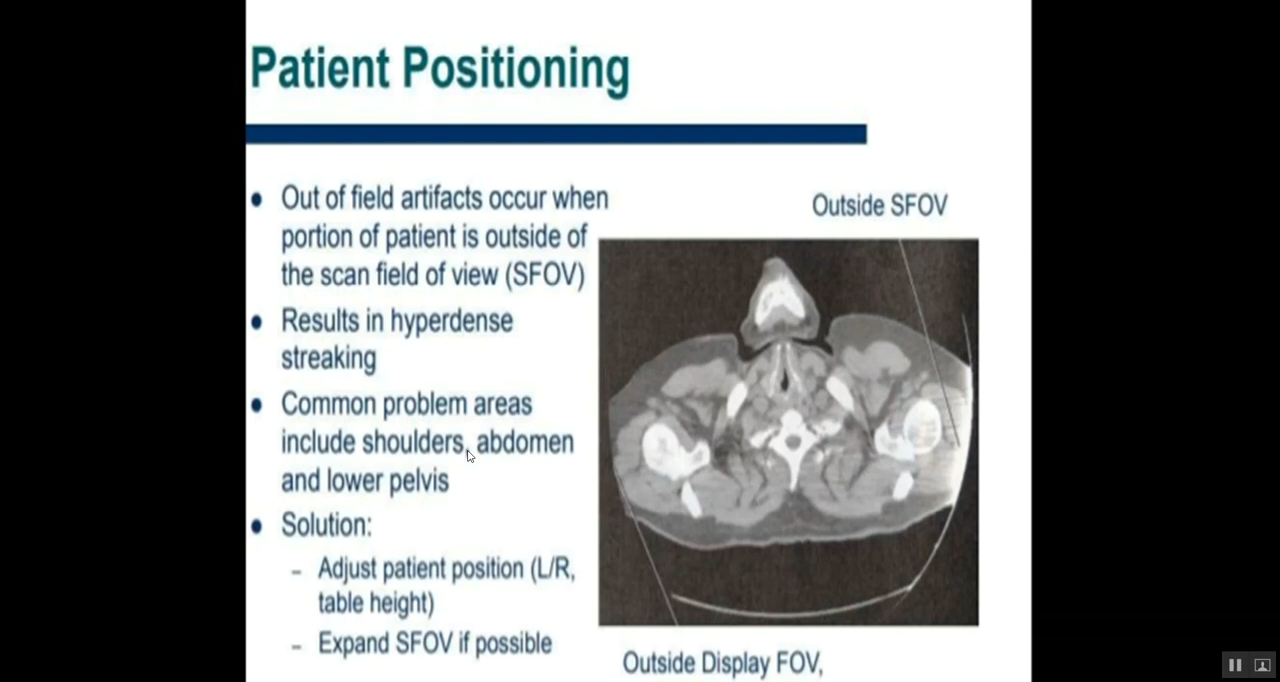 Patient Positioning
● Out of field artifacts occur when
portion of patient is outside of
the scan field of view (SFOV)
● Results in hyperdense
streaking
● Common problem areas
include shoulders, abdomen
and lower pelvis
● Solution:
– Adjust patient position (L/R,
table height)
– Expand SFOV if possible
Outside SFOV
Outside Display FOV,